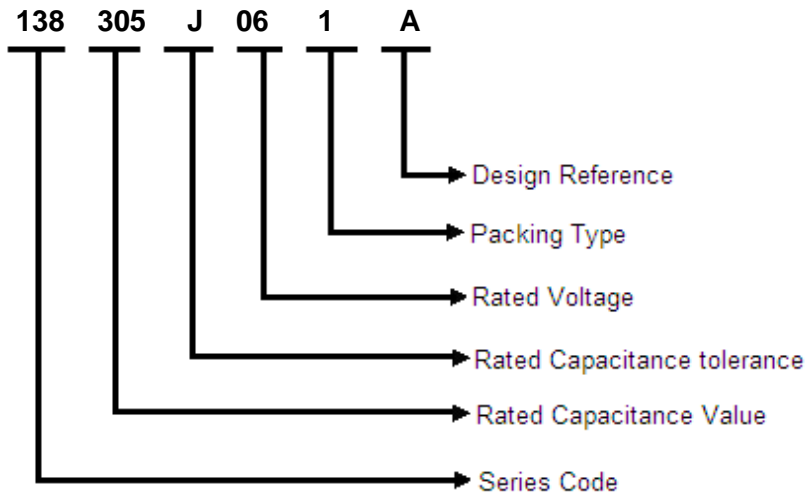 138 305 J 06 1 A
Design Reference
Packing Type
Rated Voltage
Rated Capacitance tolerance
Rated Capacitance Value
Series Code